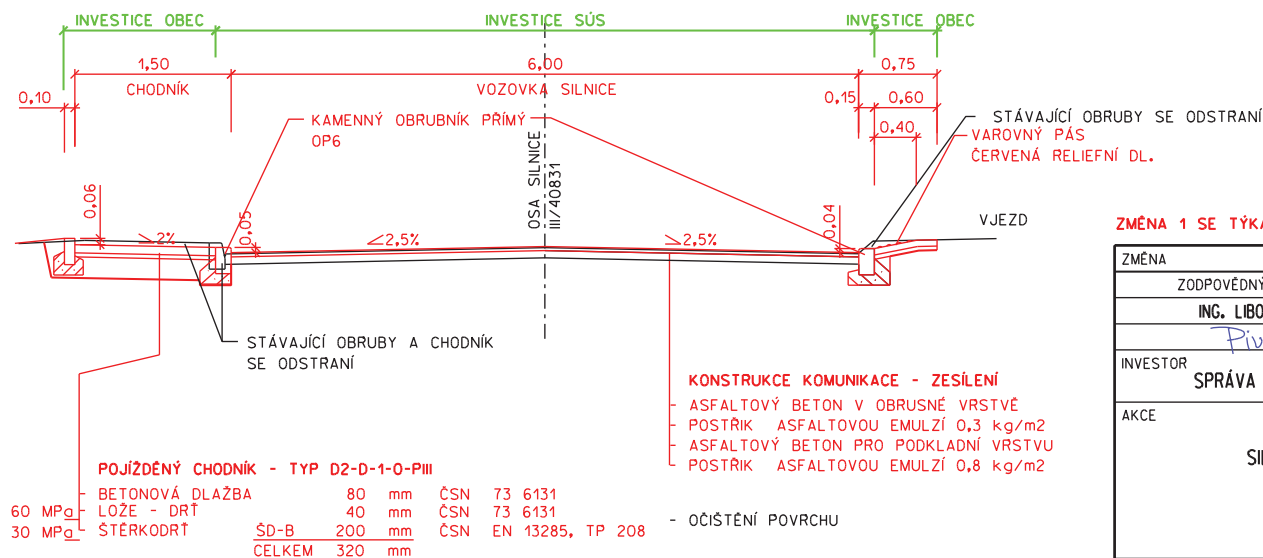 INVESTICE OBEC
INVESTICE SÚS
INVESTICE OBEC
1,50
6,00
0,75
CHODNÍK
VOZOVKA SILNICE
0,10
0,15
0,60
0,40
KAMENNÝ OBRUBNÍK PŘÍMÝ
OP6
OSA SILNICE
III/40831
STÁVAJÍCÍ OBRUBY SE ODSTRANÍ
VAROVNÝ PÁS
ČERVENÁ RELIEFNÍ DL.
VJEZD
0,06
2%
0,05
2,5%
2,5%
0,04
STÁVAJÍCÍ OBRUBY A CHODNÍK
SE ODSTRANÍ
ZMĚNA 1 SE TÝKÁ
ZMĚNA
ZODPOVĚDNÝ
ING. LIBO
INVESTOR
SPRÁVA
AKCE
KONSTRUKCE KOMUNIKACE - ZESÍLENÍ
- ASFALTOVÝ BETON V OBRUSNÉ VRSTVĚ
- POSTŘIK ASFALTOVOU EMULZÍ 0,3 kg/m2
- ASFALTOVÝ BETON PRO PODKLADNÍ VRSTVU
- POSTŘIK ASFALTOVOU EMULZÍ 0,8 kg/m2
- OČIŠTĚNÍ POVRCHU
POJÍŽDĚNÝ CHODNÍK - TYP D2-D-1-O-PIII
- BETONOVÁ DLAŽBA 80 mm ČSN 73 6131
60 MPa - LOŽE - DRŤ 40 mm ČSN 73 6131
30 MPa - ŠTĚRKODRŤ ŠD-B 200 mm ČSN EN 13285, TP 208
CELKEM 320 mm